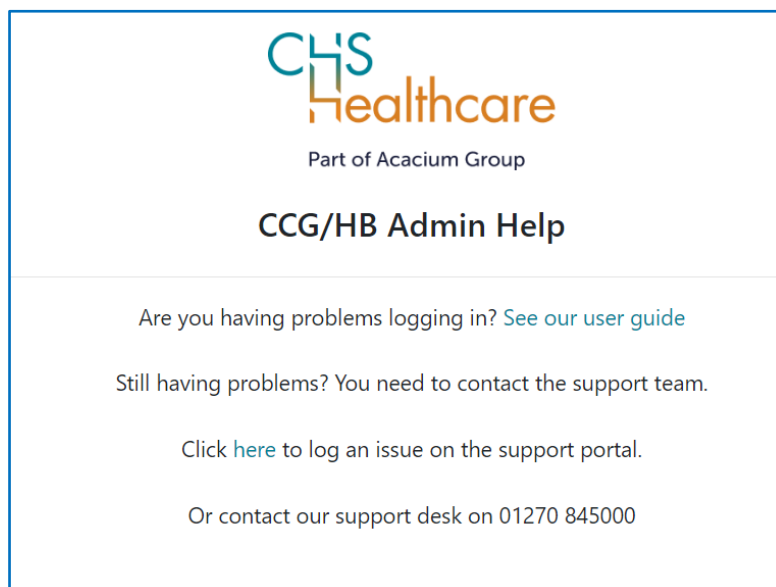 CHS
Healthcare
Part of Acacium Group
CCG/HB Admin Help
Are you having problems logging in? See our user guide
Still having problems? You need to contact the support team.
Click here to log an issue on the support portal.
Or contact our support desk on 01270 845000